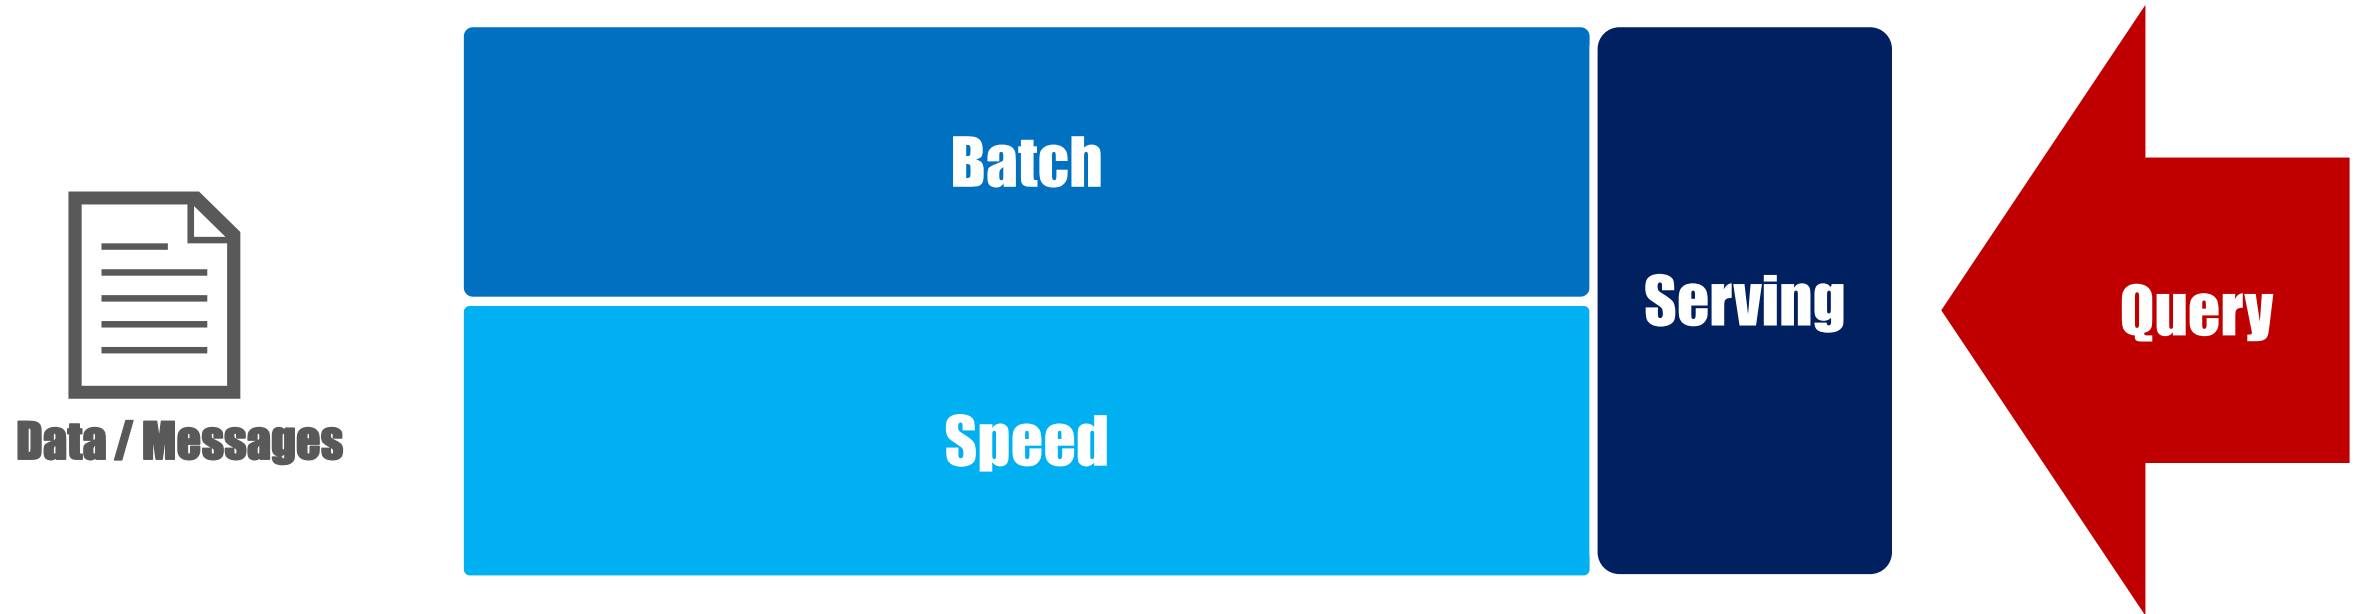 Data / Messages
Batch
Speed
Serving
Query